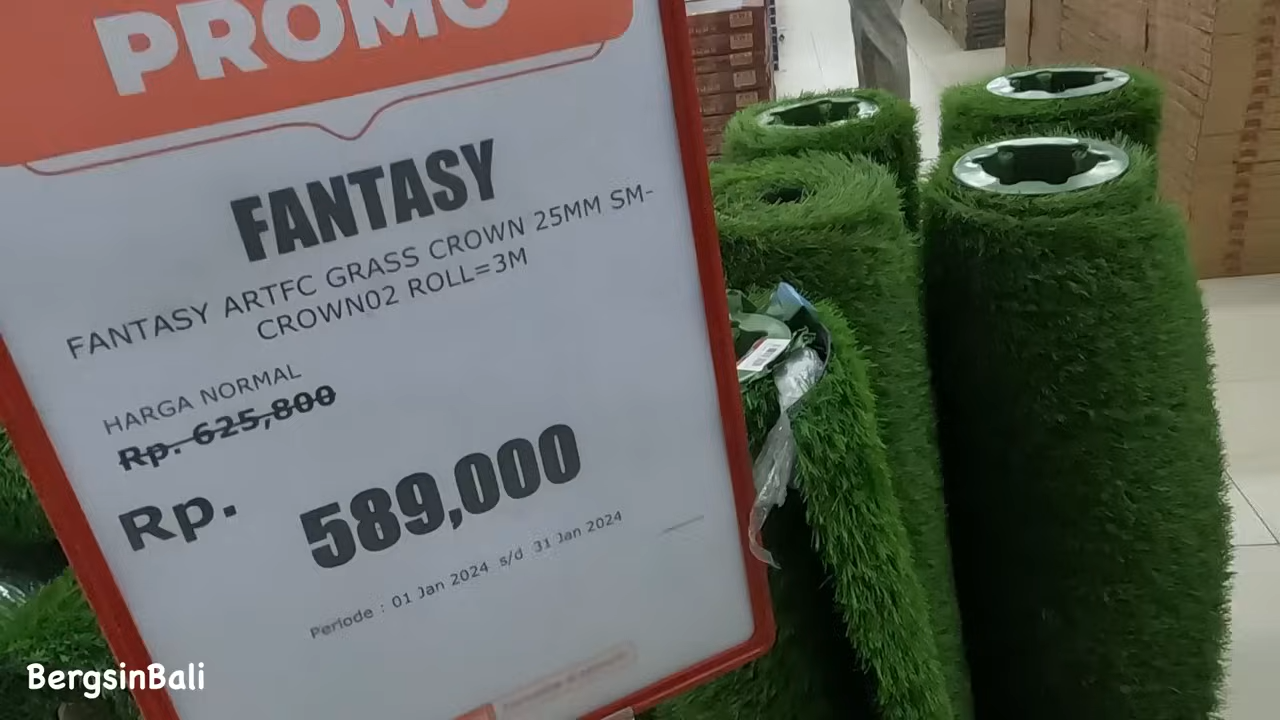 PROMO
FANTASY
FANTASY ARTFC GRASS CROWN 25MM SM-
CROWN02 ROLL=3M
HARGA NORMAL
Rp. 625,800
Rp. 589,000
Periode : 01 Jan 2024 s/d 31 Jan 2024
BergsinBali